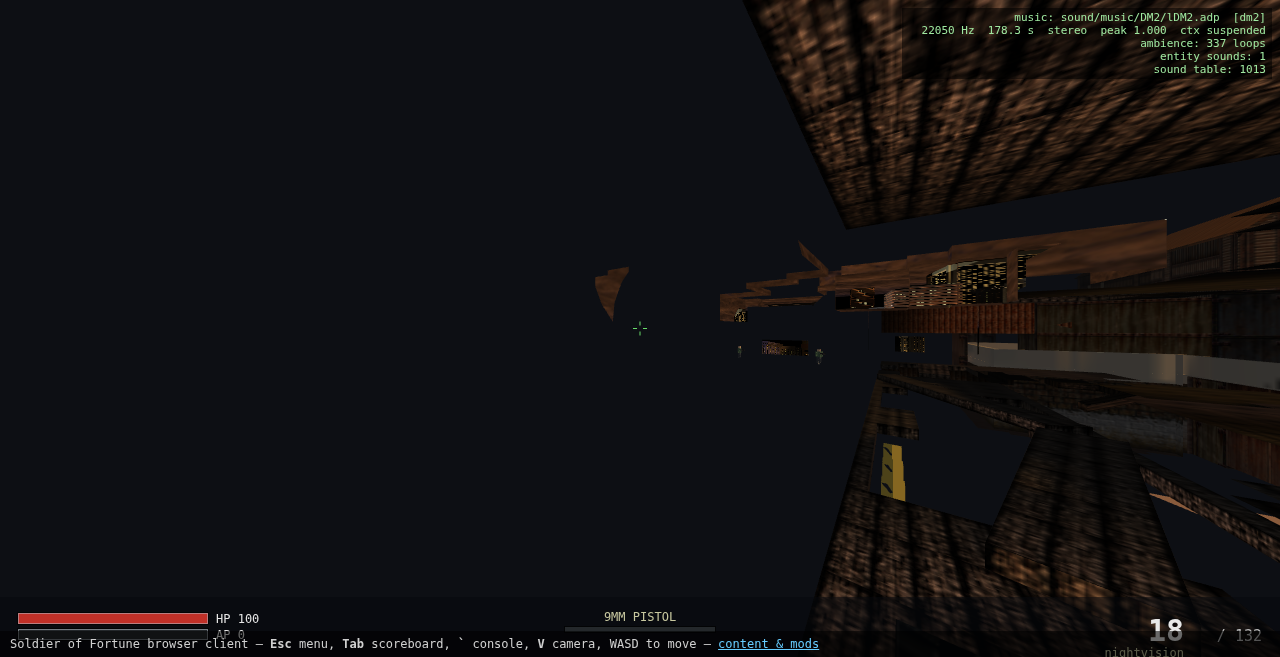 music: sound/music/DM2/lDM2.adp  [dm2]
22050 Hz  178.3 s  stereo  peak 1.000  ctx suspended
ambience: 337 loops
entity sounds: 1
sound table: 1013
9MM PISTOL
HP 100
AP 0
18 / 132
Soldier of Fortune browser client — Esc menu, Tab scoreboard, ` console, V camera, WASD to move — content & mods
nightvision